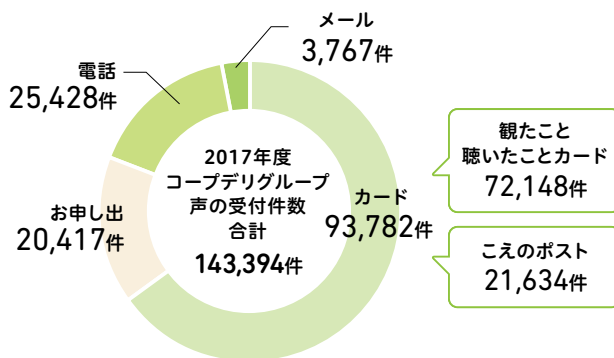 メール
3,767件
電話
25,428件
お申し出
20,417件
2017年度
コープデリグループ
声の受付件数
合計
143,394件
カード
93,782件
観たこと
聴いたことカード
72,148件
こえのポスト
21,634件